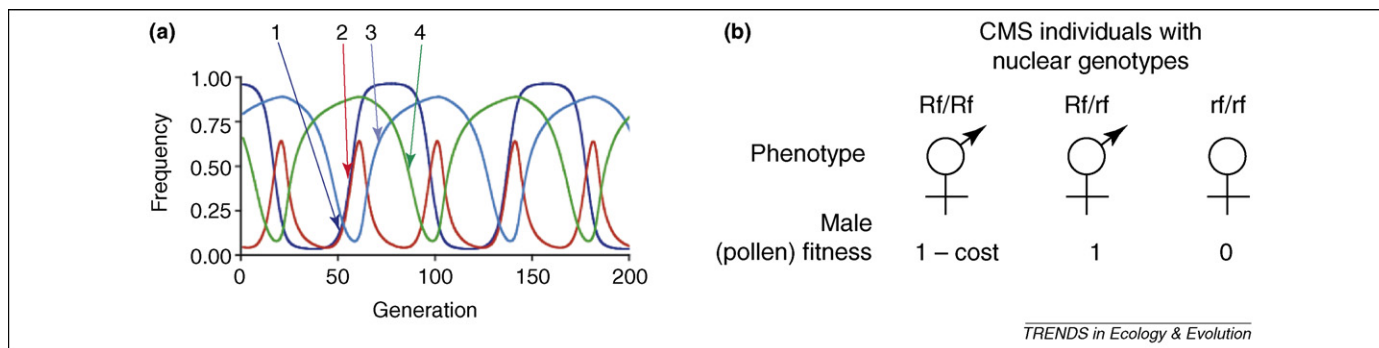 (a)
1 2 3 4
1.00
0.75
0.50
0.25
0.00
Frequency
0 50 100 150 200
Generation
(b)
CMS individuals with
nuclear genotypes
Rf/Rf Rf/rf rf/rf
Phenotype
Male
(pollen) fitness
1 – cost 1 0
TRENDS in Ecology & Evolution